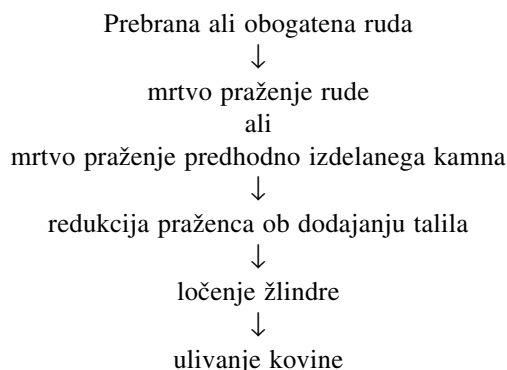 Prebrana ali obogatena ruda
↓
mrtvo praženje rude
ali
mrtvo praženje predhodno izdelanega kamna
↓
redukcija praženca ob dodajanju talila
↓
ločenje žlindre
↓
ulivanje kovine